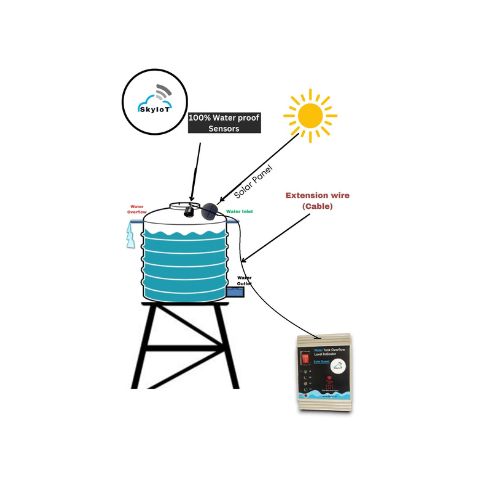 SkyIoT
100% Water proof
Sensors
Solar Panel
Extension wire
(Cable)
Water
Overflow
Water Inlet
Water
Outlet
Water Tank Overflow
Level Indicator